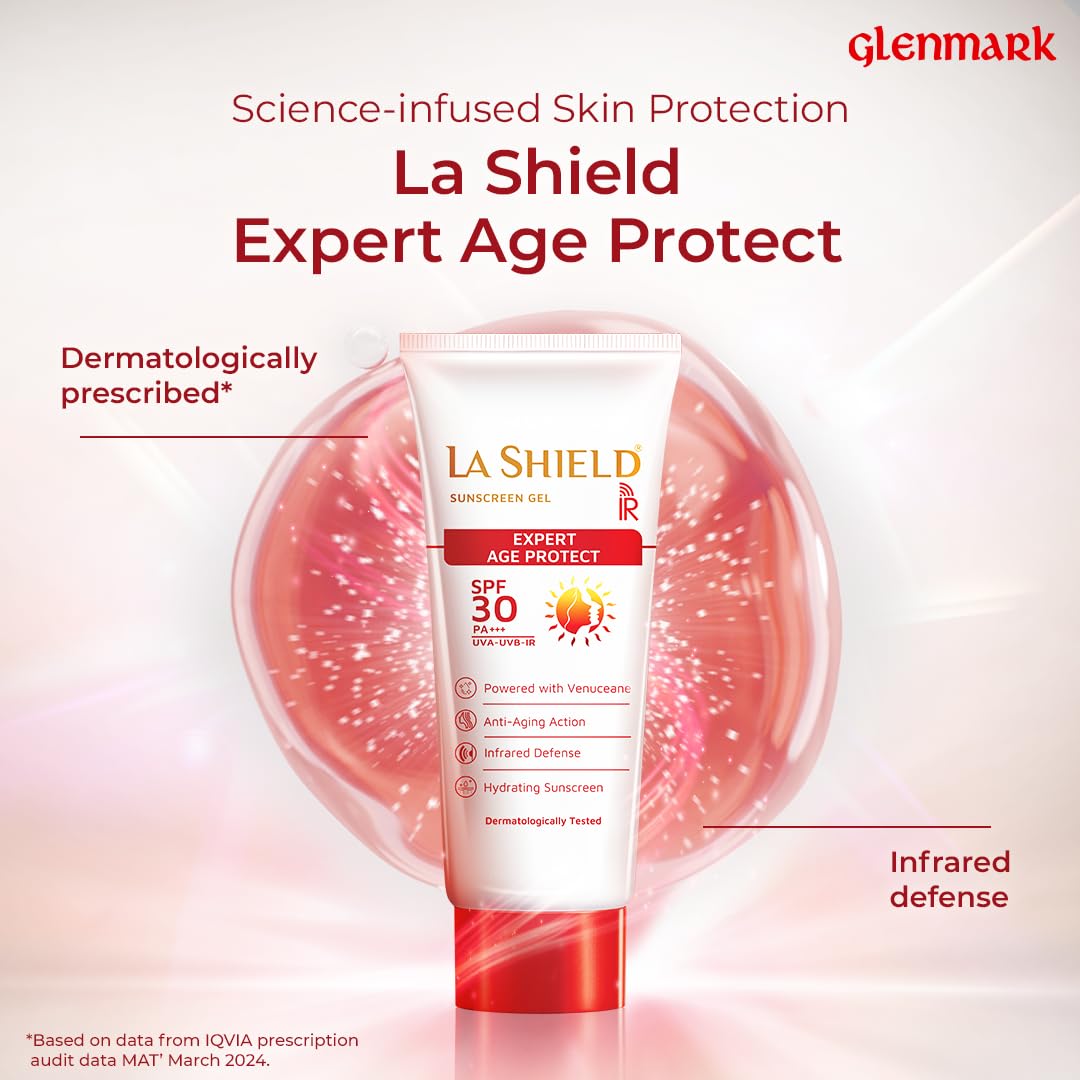 GLENMARK
Science-infused Skin Protection
La Shield
Expert Age Protect
Dermatologically
prescribed*
LA SHIELD®
SUNSCREEN GEL
IR
EXPERT
AGE PROTECT
SPF
30
PA+++
UVA-UVB-IR
Powered with Venuceane
Anti-Aging Action
Infrared Defense
Hydrating Sunscreen
Dermatologically Tested
Infrared
defense
*Based on data from IQVIA prescription
audit data MAT’ March 2024.